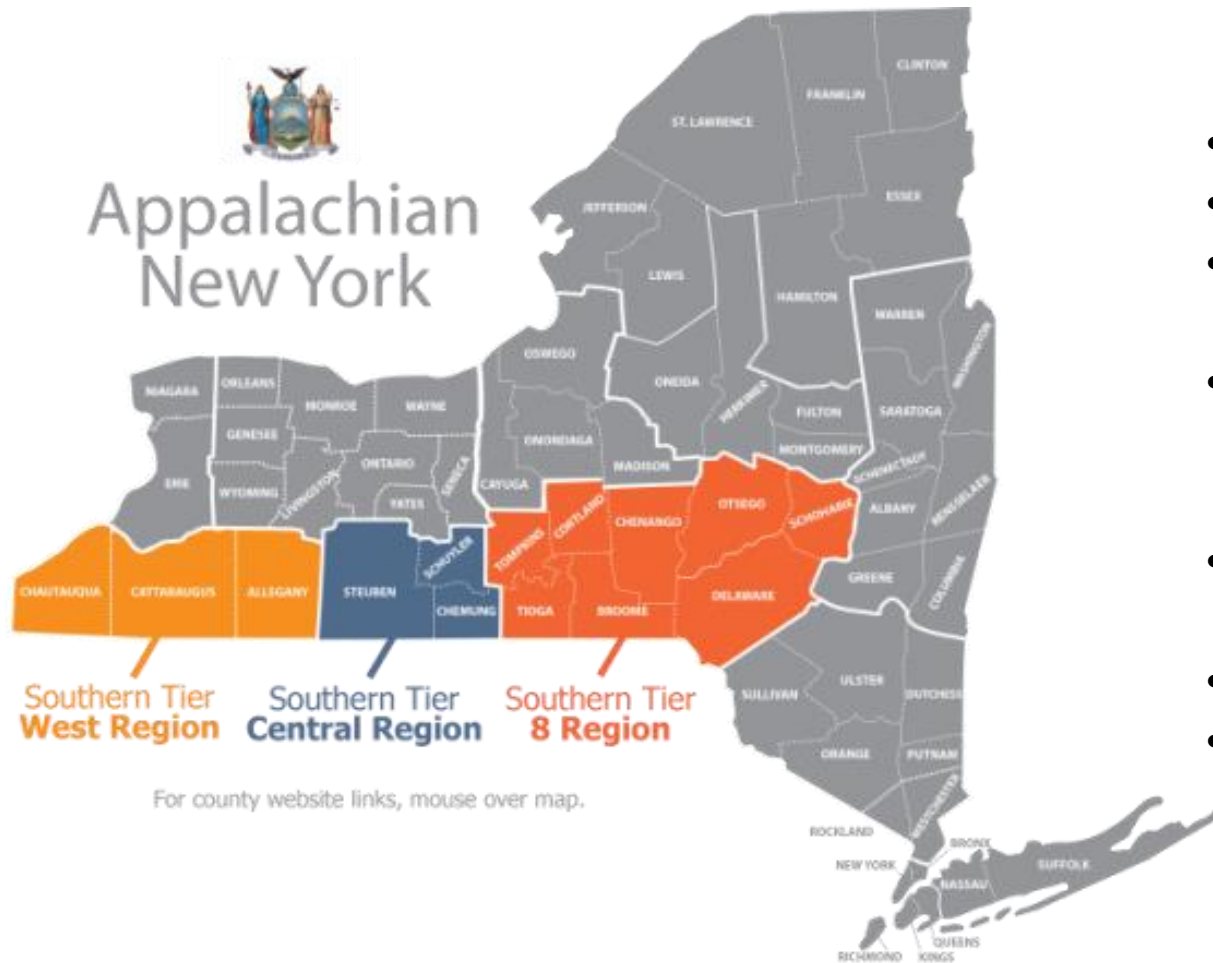 Appalachian
New York
CLINTON
FRANKLIN
ST. LAWRENCE
ESSEX
JEFFERSON
LEWIS
HAMILTON
WARREN
WASHINGTON
OSWEGO
ONEIDA
HERKIMER
FULTON
SARATOGA
NIAGARA
ORLEANS
MONROE
WAYNE
GENESEE
ONONDAGA
MONTGOMERY
SCHENECTADY
ERIE
WYOMING
LIVINGSTON
ONTARIO
YATES
SENECA
CAYUGA
MADISON
OTSEGO
SCHOHARIE
ALBANY
RENSSELAER
TOMPKINS
CORTLAND
CHENANGO
CHAUTAUQUA
CATTARAUGUS
ALLEGANY
STEUBEN
SCHUYLER
CHEMUNG
TIOGA
BROOME
DELAWARE
GREENE
COLUMBIA
Southern Tier
West Region
Southern Tier
Central Region
Southern Tier
8 Region
SULLIVAN
ULSTER
DUTCHESS
ORANGE
PUTNAM
WESTCHESTER
For county website links, mouse over map.
ROCKLAND
BRONX
NEW YORK
NASSAU
SUFFOLK
QUEENS
KINGS
RICHMOND